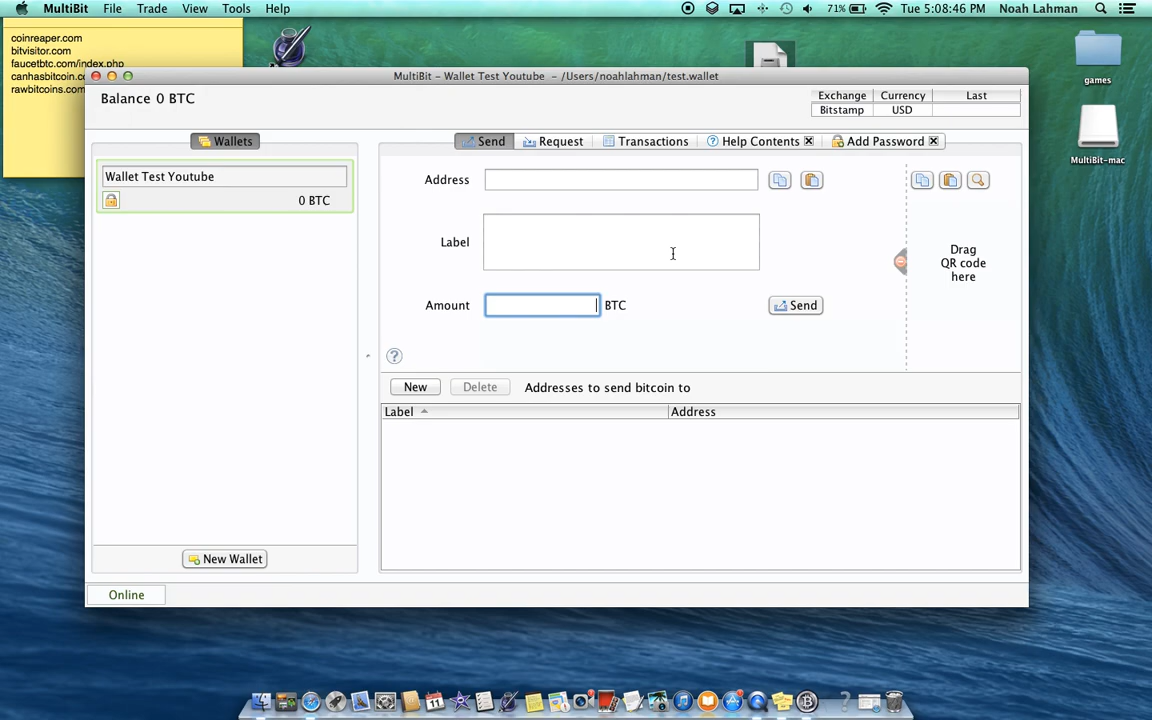 MultiBit File Trade View Tools Help 71% Tue 5:08:46 PM Noah Lahman
coinreaper.com
bitvisitor.com
faucetbtc.com/index.php
canhasbitcoin.co
rawbitcoins.com
games
MultiBit-mac
MultiBit - Wallet Test Youtube - /Users/noahlahman/test.wallet
Balance 0 BTC
Exchange Currency Last
Bitstamp USD
Wallets
Wallet Test Youtube
0 BTC
New Wallet
Send Request Transactions Help Contents Add Password
Address
Label
Amount BTC Send
Drag
QR code
here
?
New Delete Addresses to send bitcoin to
Label Address
Online
11